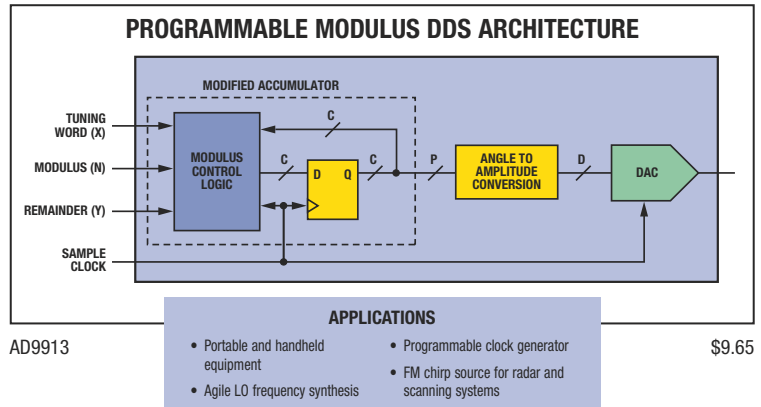 PROGRAMMABLE MODULUS DDS ARCHITECTURE
MODIFIED ACCUMULATOR
TUNING
WORD (X)
MODULUS (N)
REMAINDER (Y)
SAMPLE
CLOCK
MODULUS
CONTROL
LOGIC
C
C
D Q
C
P
ANGLE TO
AMPLITUDE
CONVERSION
D
DAC
AD9913
$9.65
APPLICATIONS
• Portable and handheld
equipment
• Agile LO frequency synthesis
• Programmable clock generator
• FM chirp source for radar and
scanning systems